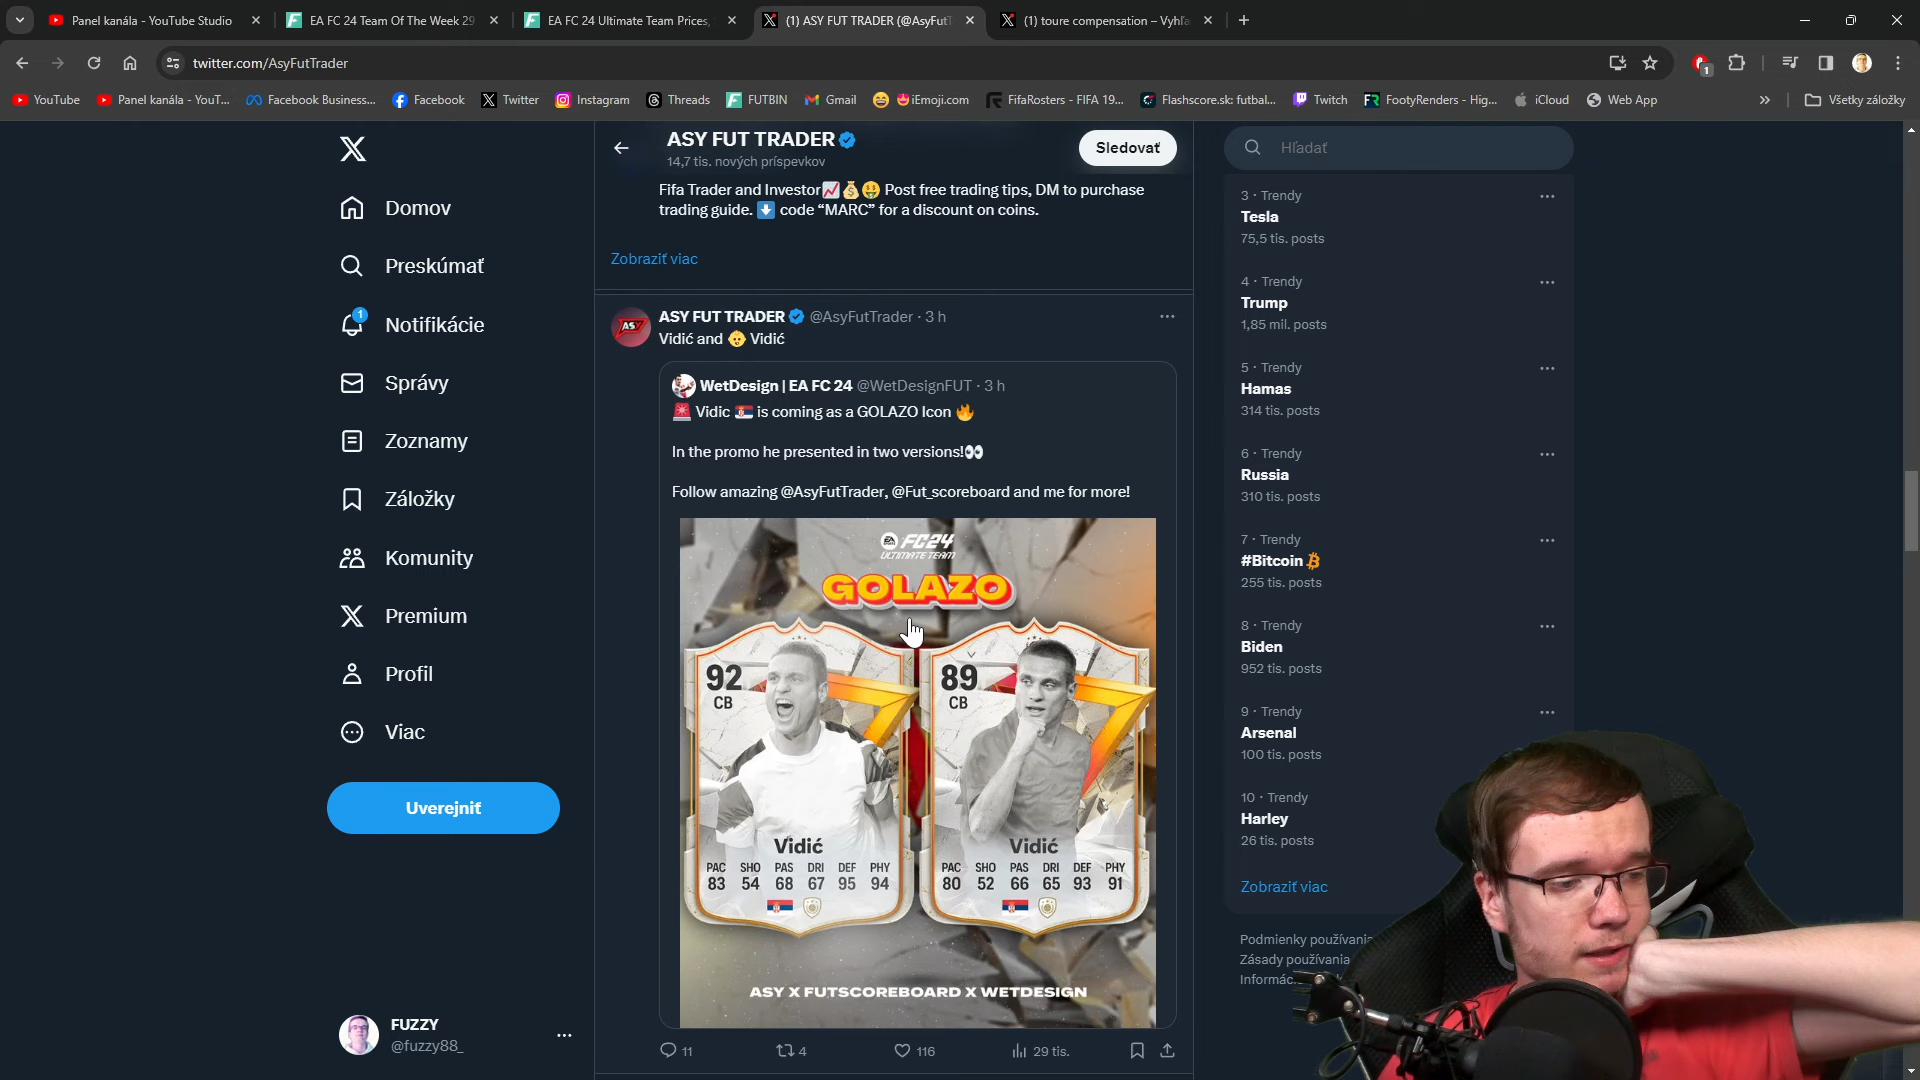 Panel kanála - YouTube Studio
EA FC 24 Team Of The Week 29
EA FC 24 Ultimate Team Prices,
(1) ASY FUT TRADER (@AsyFutT
(1) toure compensation – Vyhľa
twitter.com/AsyFutTrader
1
YouTube
Panel kanála - YouT...
Facebook Business...
Facebook
Twitter
Instagram
Threads
FUTBIN
Gmail
iEmoji.com
FifaRosters - FIFA 19...
Flashscore.sk: futbal...
Twitch
FootyRenders - Hig...
iCloud
Web App
Všetky záložky
Domov
Preskúmať
1
Notifikácie
Správy
Zoznamy
Záložky
Komunity
Premium
Profil
Viac
Uverejniť
FUZZY
@fuzzy88_
ASY FUT TRADER
14,7 tis. nových príspevkov
Sledovať
Fifa Trader and Investor📈💰🤑 Post free trading tips, DM to purchase
trading guide. ⬇️ code “MARC” for a discount on coins.
Zobraziť viac
ASY FUT TRADER @AsyFutTrader · 3 h
Vidić and 👶 Vidić
WetDesign | EA FC 24 @WetDesignFUT · 3 h
🚨 Vidic 🇷🇸 is coming as a GOLAZO Icon 🔥
In the promo he presented in two versions!👀
Follow amazing @AsyFutTrader, @Fut_scoreboard and me for more!
EA SPORTS FC24
ULTIMATE TEAM
GOLAZO
92
CB
Vidić
PAC SHO PAS DRI DEF PHY
83 54 68 67 95 94
89
CB
Vidić
PAC SHO PAS DRI DEF PHY
80 52 66 65 93 91
ASY X FUTSCOREBOARD X WETDESIGN
11
4
116
29 tis.
Hľadať
3 · Trendy
Tesla
75,5 tis. posts
4 · Trendy
Trump
1,85 mil. posts
5 · Trendy
Hamas
314 tis. posts
6 · Trendy
Russia
310 tis. posts
7 · Trendy
#Bitcoin
255 tis. posts
8 · Trendy
Biden
952 tis. posts
9 · Trendy
Arsenal
100 tis. posts
10 · Trendy
Harley
26 tis. posts
Zobraziť viac
Podmienky používania
Zásady používania